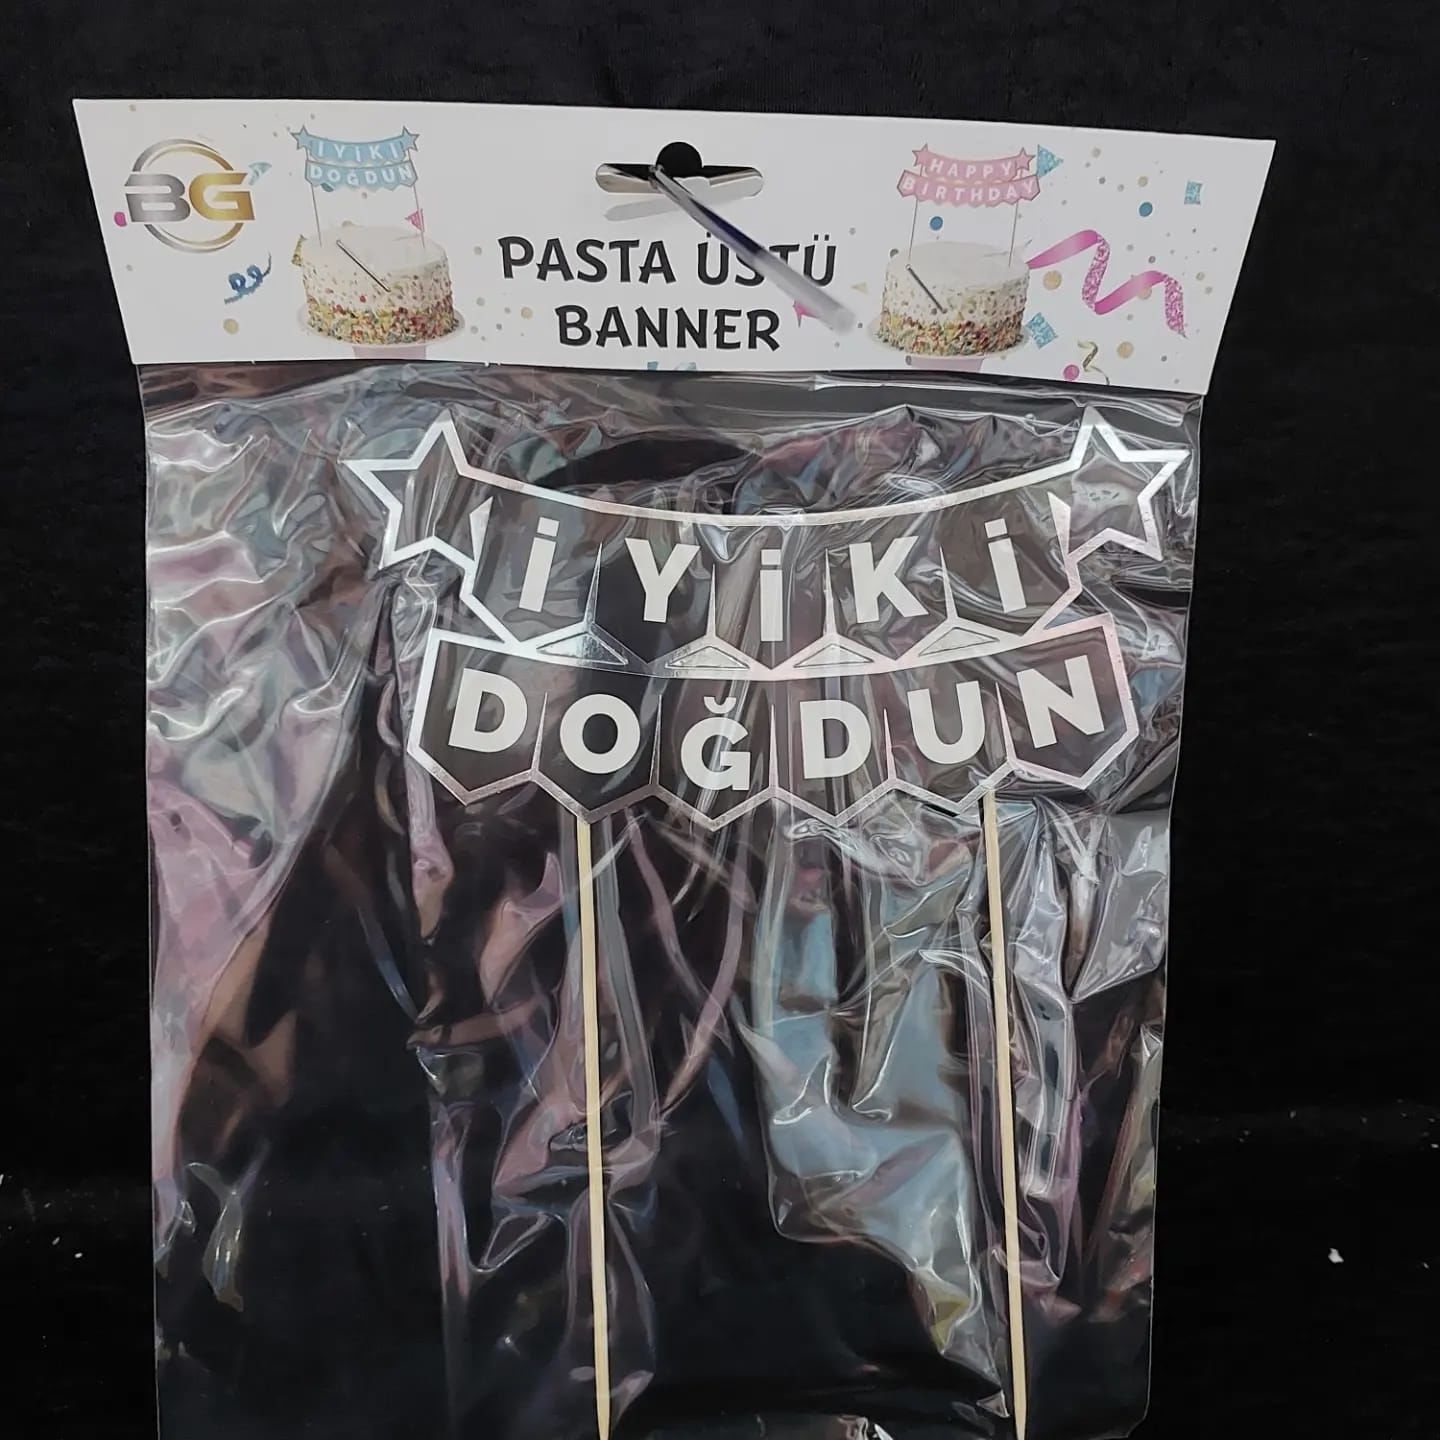 BG
İYİKİ
DOĞDUN
PASTA ÜSTÜ
BANNER
HAPPY
BIRTHDAY
İYİKİ
DOĞDUN